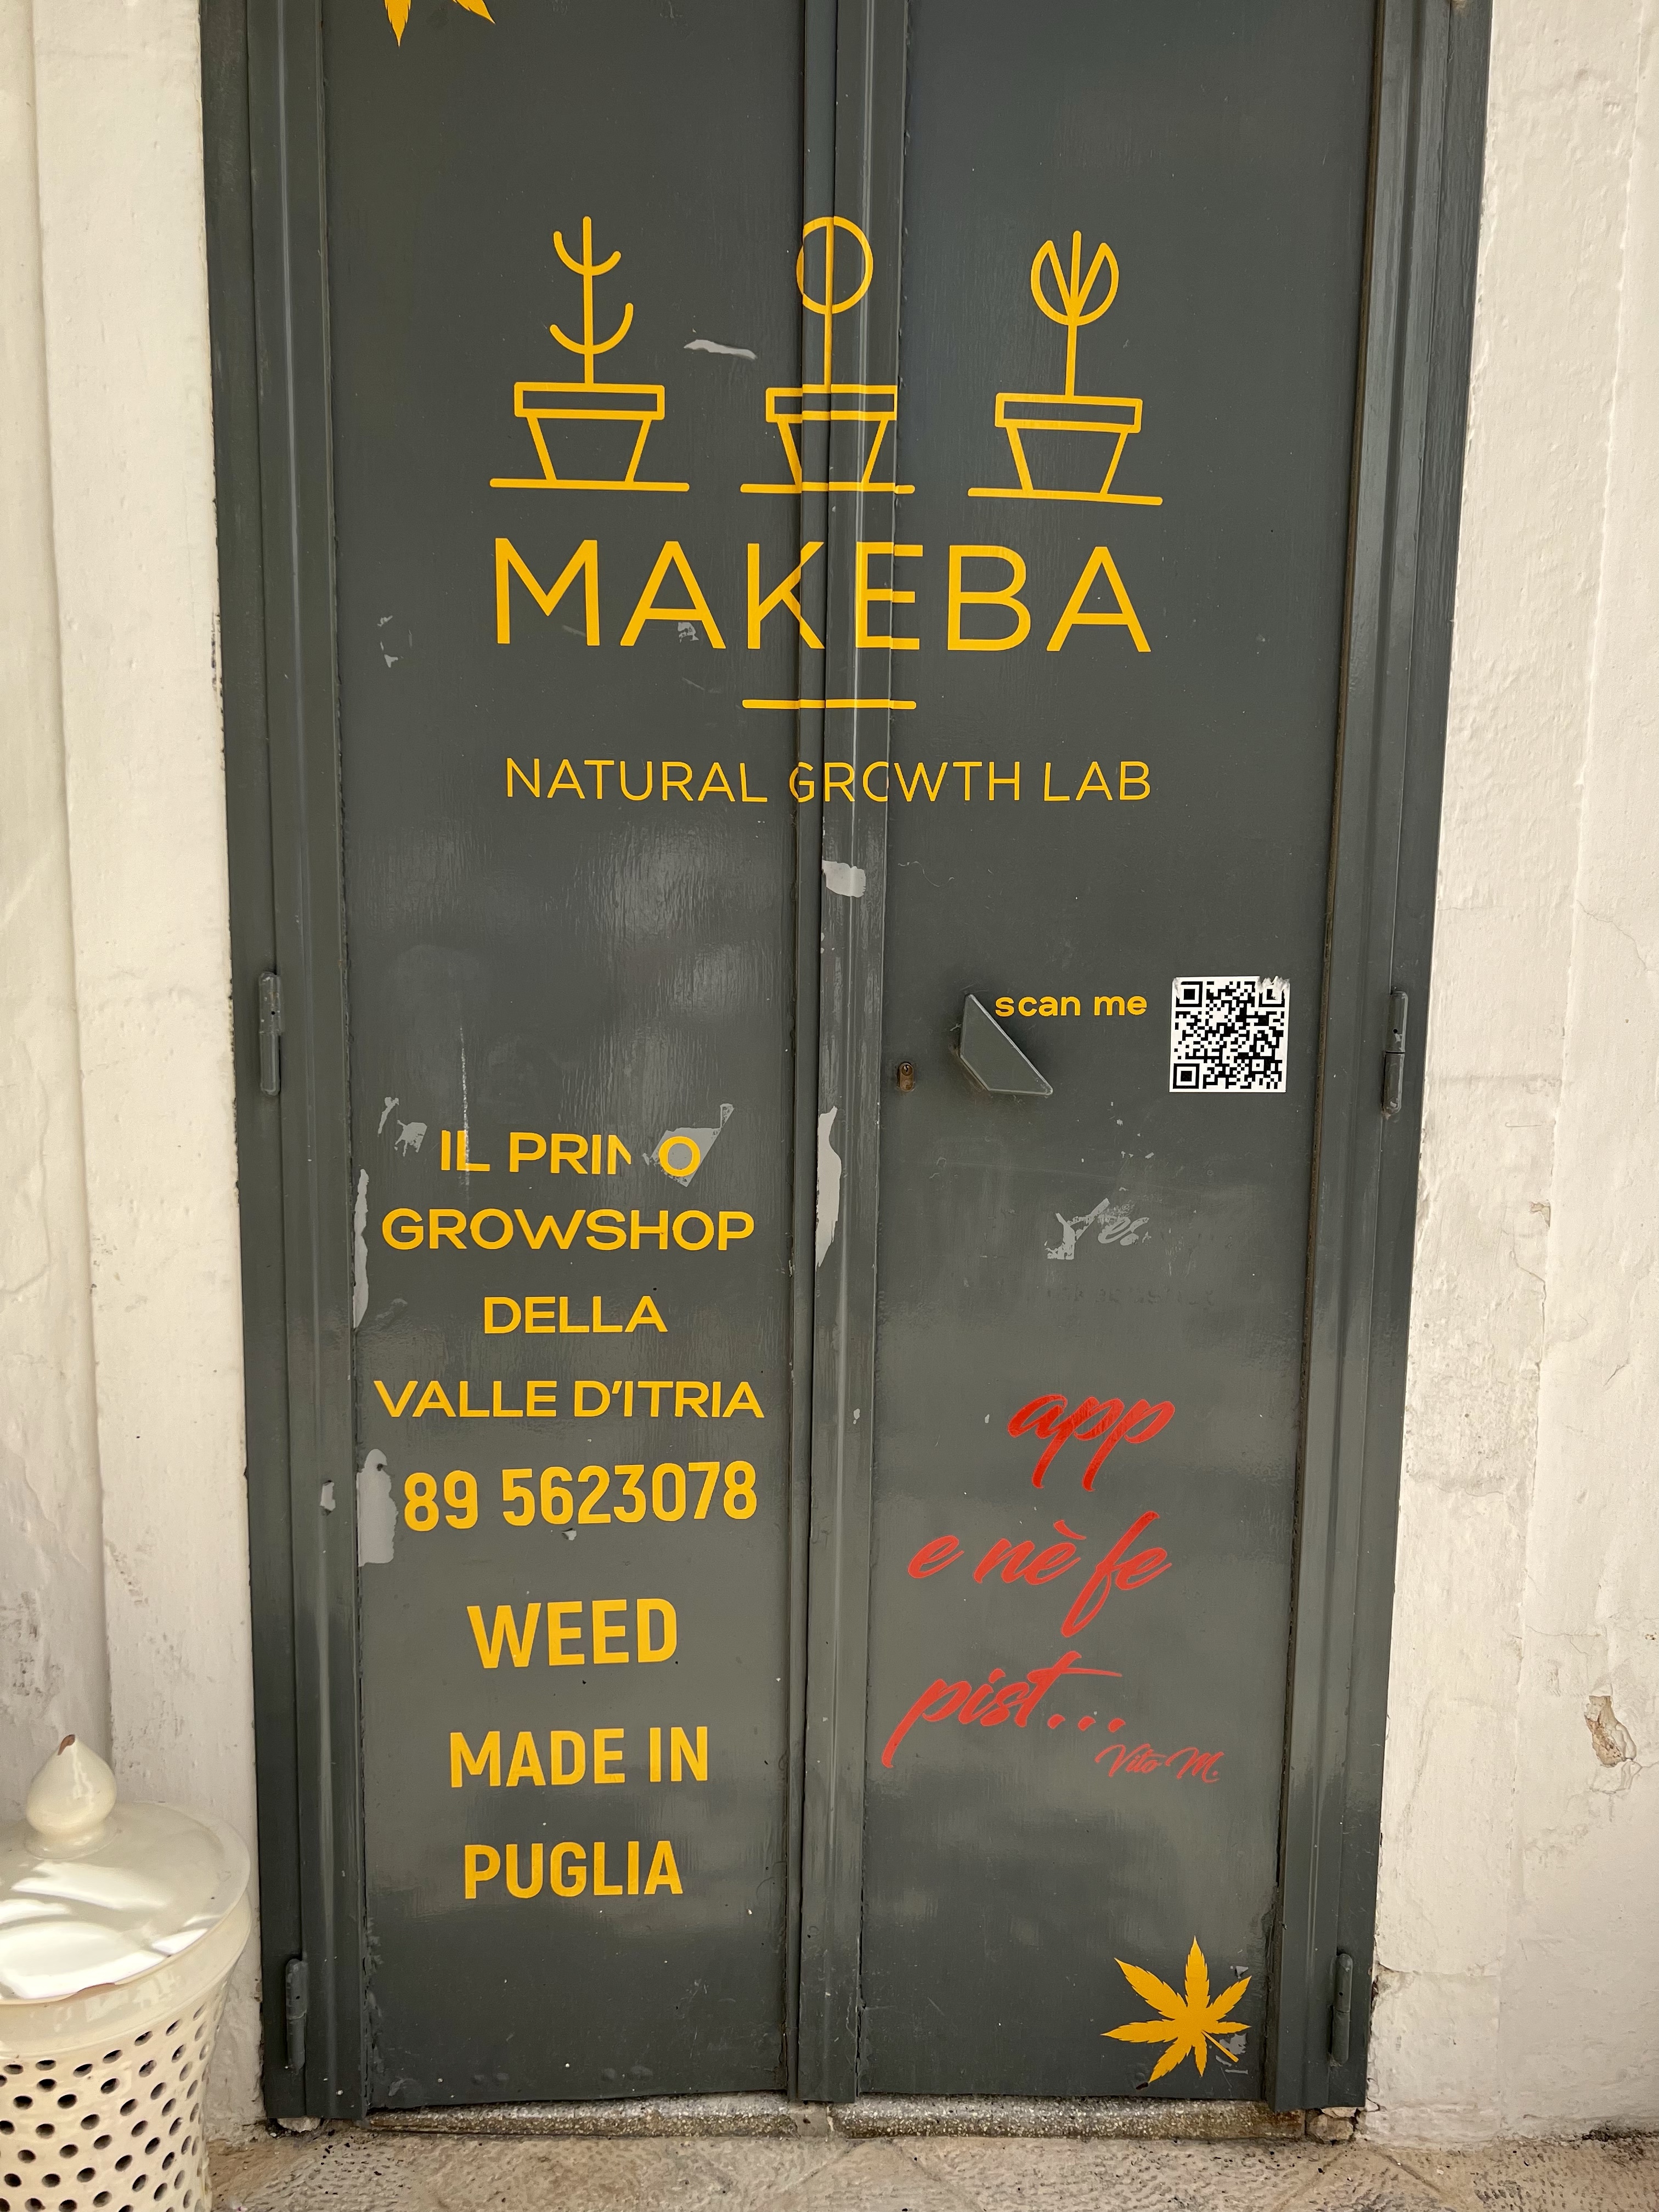 MAKEBA
NATURAL GROWTH LAB
scan me
IL PRIMO
GROWSHOP
DELLA
VALLE D'ITRIA
89 5623078
WEED
MADE IN
PUGLIA
app
e nè fe
pist...
Vito M.